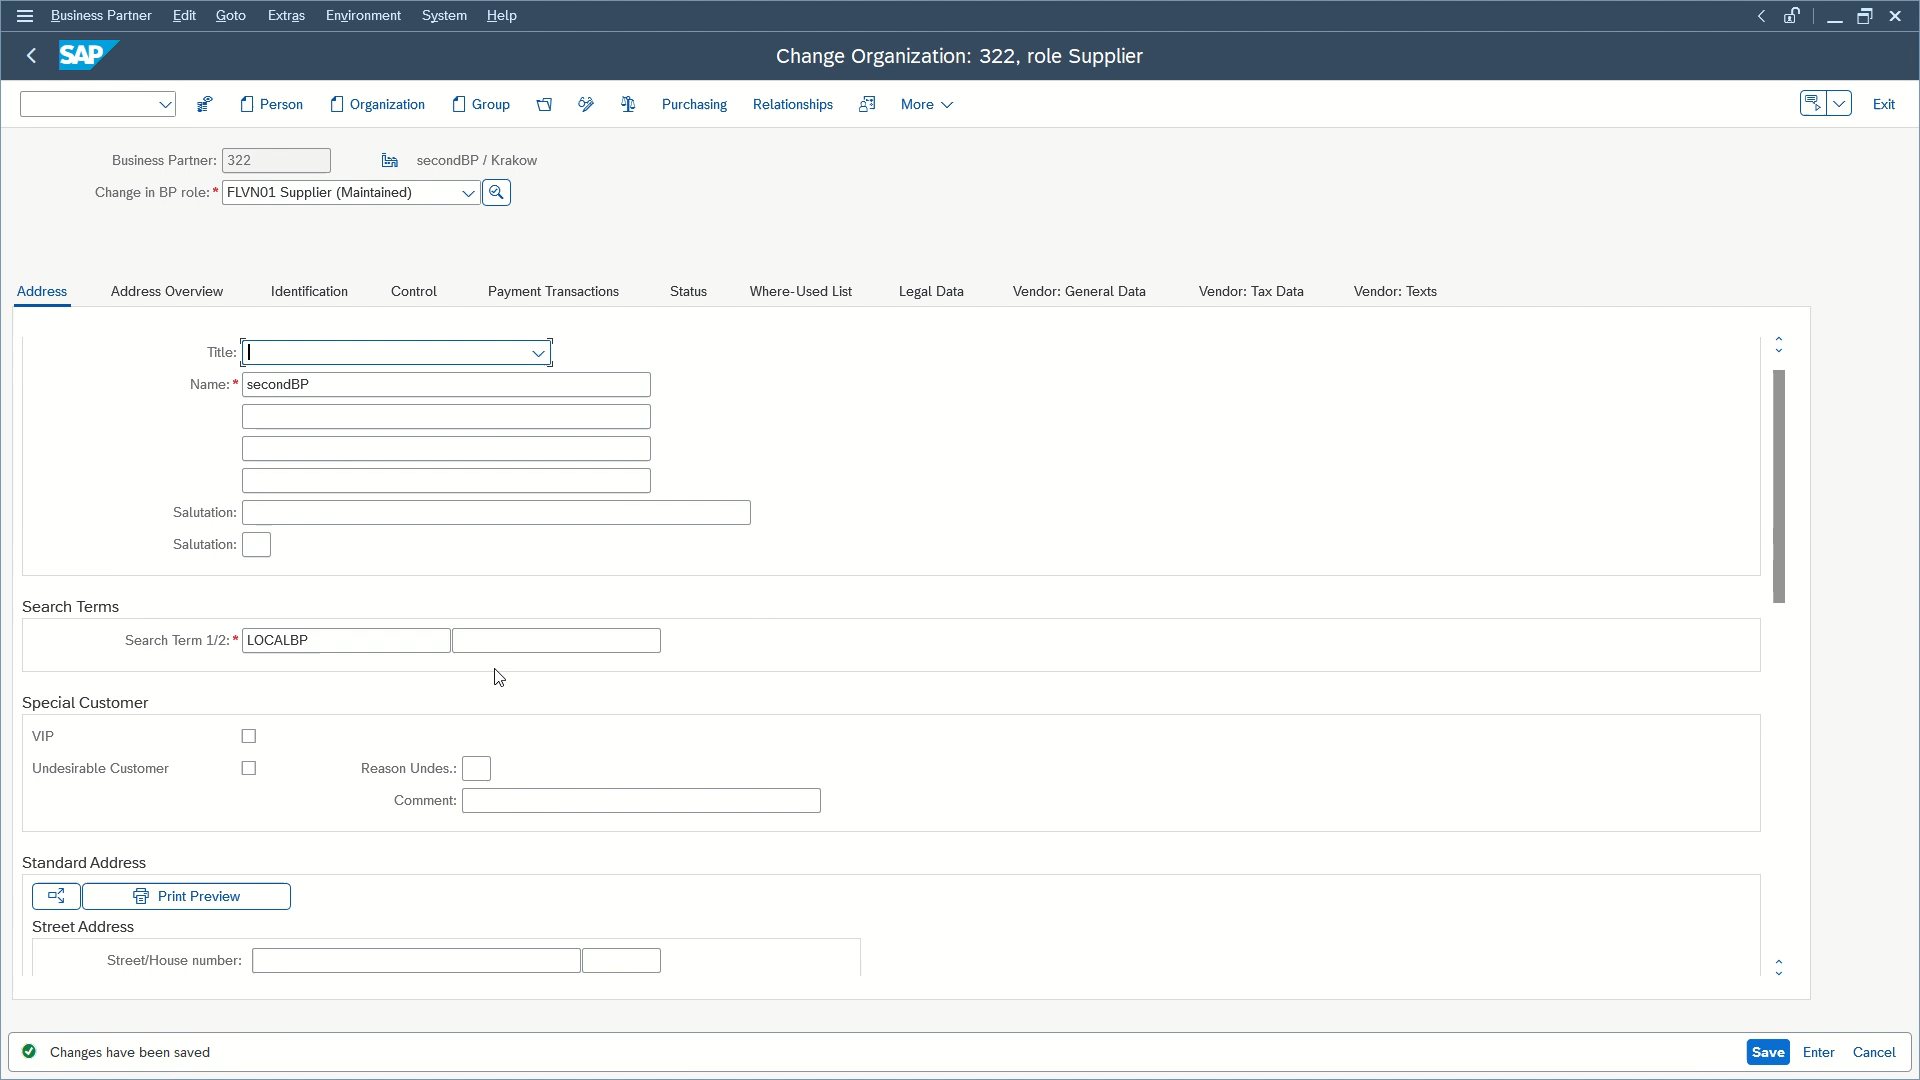 Business Partner Edit Goto Extras Environment System Help
SAP Change Organization: 322, role Supplier
Person Organization Group Purchasing Relationships More Exit
Business Partner: 322 secondBP / Krakow
Change in BP role:* FLVN01 Supplier (Maintained)
Address Address Overview Identification Control Payment Transactions Status Where-Used List Legal Data Vendor: General Data Vendor: Tax Data Vendor: Texts
Title:
Name:* secondBP
Salutation:
Salutation:
Search Terms
Search Term 1/2:* LOCALBP
Special Customer
VIP
Undesirable Customer Reason Undes.:
Comment:
Standard Address
Print Preview
Street Address
Street/House number:
Changes have been saved Save Enter Cancel